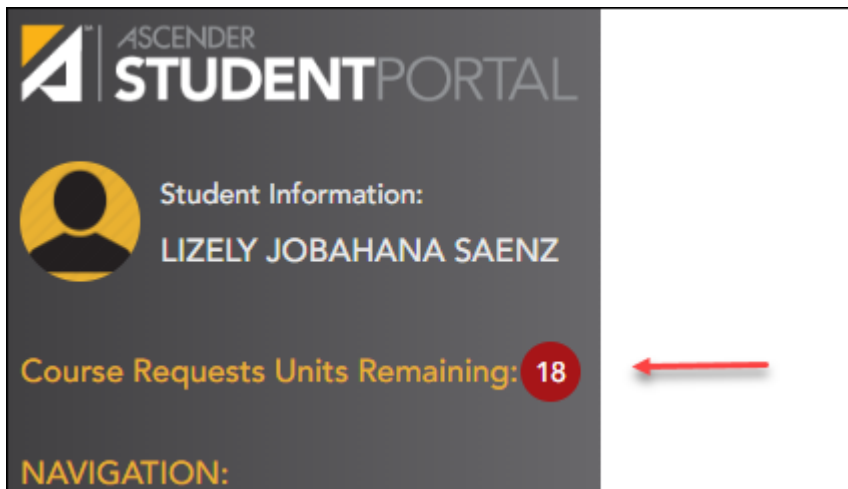 ASCENDER
STUDENTPORTAL
Student Information:
LIZELY JOBAHANA SAENZ
Course Requests Units Remaining: 18
NAVIGATION: